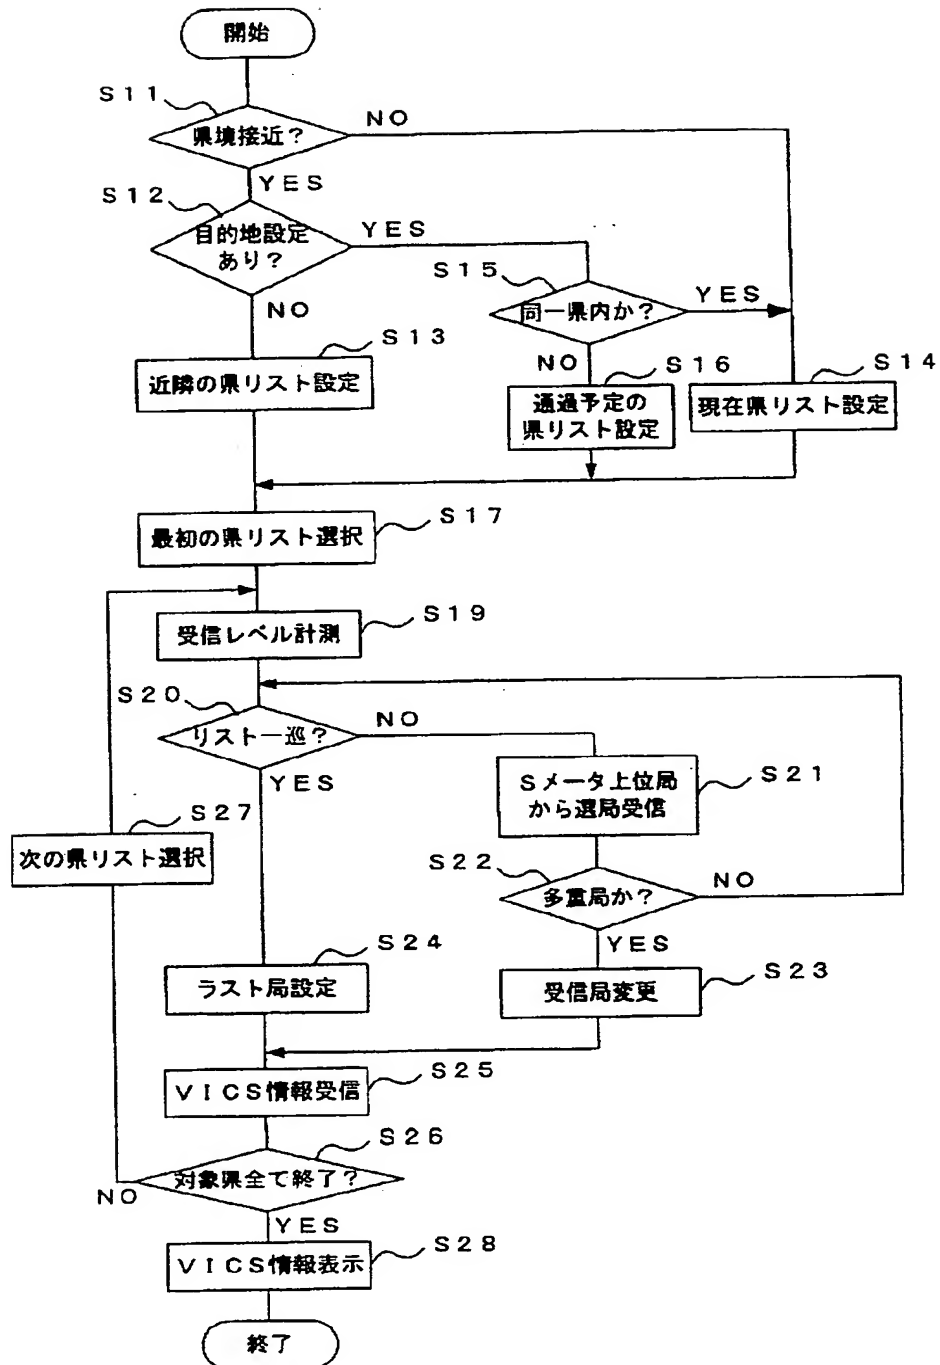 開始
S11
県境接近?
NO
YES
S12
目的地設定
あり?
YES
NO
S15
同一県内か?
YES
NO
S13
近隣の県リスト設定
S16
通過予定の
県リスト設定
S14
現在県リスト設定
S17
最初の県リスト選択
S19
受信レベル計測
S20
リスト一巡?
NO
YES
S21
Sメータ上位局
から選局受信
S27
次の県リスト選択
S22
多重局か?
NO
YES
S24
ラスト局設定
S23
受信局変更
S25
VICS情報受信
S26
対象県全て終了?
NO
YES
S28
VICS情報表示
終了